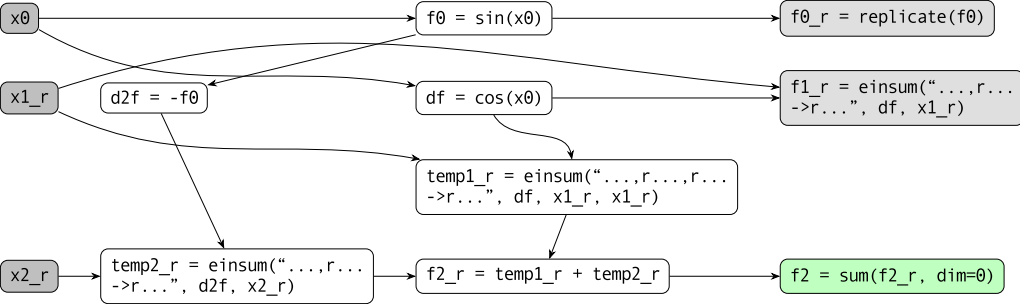 x0
f0 = sin(x0)
f0_r = replicate(f0)
x1_r
d2f = -f0
df = cos(x0)
f1_r = einsum(“...,r...
->r...”, df, x1_r)
temp1_r = einsum(“...,r...,r...
->r...”, df, x1_r, x1_r)
x2_r
temp2_r = einsum(“...,r...
->r...”, d2f, x2_r)
f2_r = temp1_r + temp2_r
f2 = sum(f2_r, dim=0)